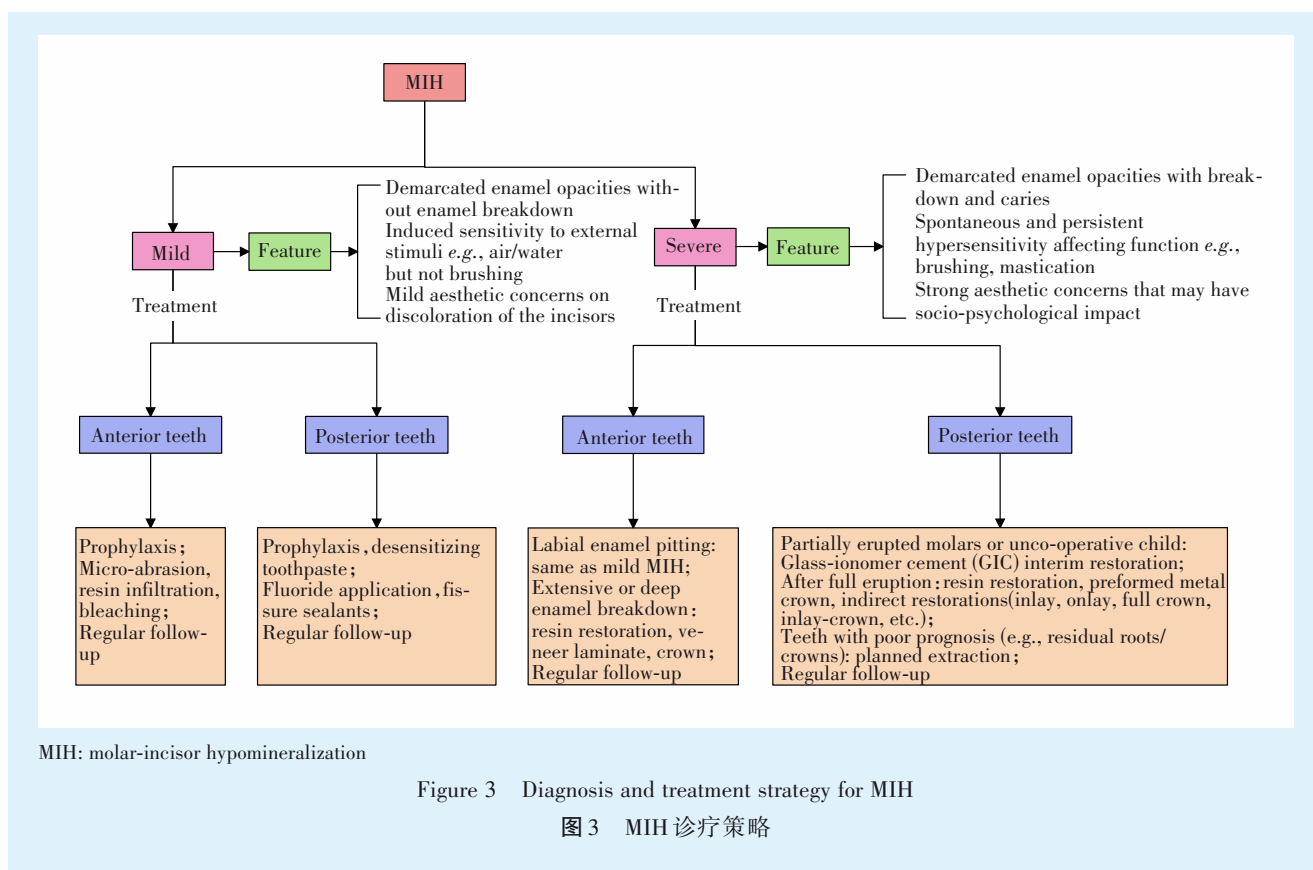 MIH
Mild
Feature
Demarcated enamel opacities with-
out enamel breakdown
Induced sensitivity to external
stimuli e.g., air/water
but not brushing
Mild aesthetic concerns on
discoloration of the incisors
Severe
Feature
Demarcated enamel opacities with break-
down and caries
Spontaneous and persistent
hypersensitivity affecting function e.g.,
brushing, mastication
Strong aesthetic concerns that may have
socio-psychological impact
Treatment
Treatment
Anterior teeth
Posterior teeth
Anterior teeth
Posterior teeth
Prophylaxis;
Micro-abrasion,
resin infiltration,
bleaching;
Regular follow-
up
Prophylaxis, desensitizing
toothpaste;
Fluoride application, fis-
sure sealants;
Regular follow-up
Labial enamel pitting:
same as mild MIH;
Extensive or deep
enamel breakdown:
resin restoration, ve-
neer laminate, crown;
Regular follow-up
Partially erupted molars or unco-operative child:
Glass-ionomer cement (GIC) interim restoration;
After full eruption: resin restoration, preformed metal
crown, indirect restorations(inlay, onlay, full crown,
inlay-crown, etc.);
Teeth with poor prognosis (e.g., residual roots/
crowns): planned extraction;
Regular follow-up
MIH: molar-incisor hypomineralization
Figure 3 Diagnosis and treatment strategy for MIH
图3 MIH诊疗策略